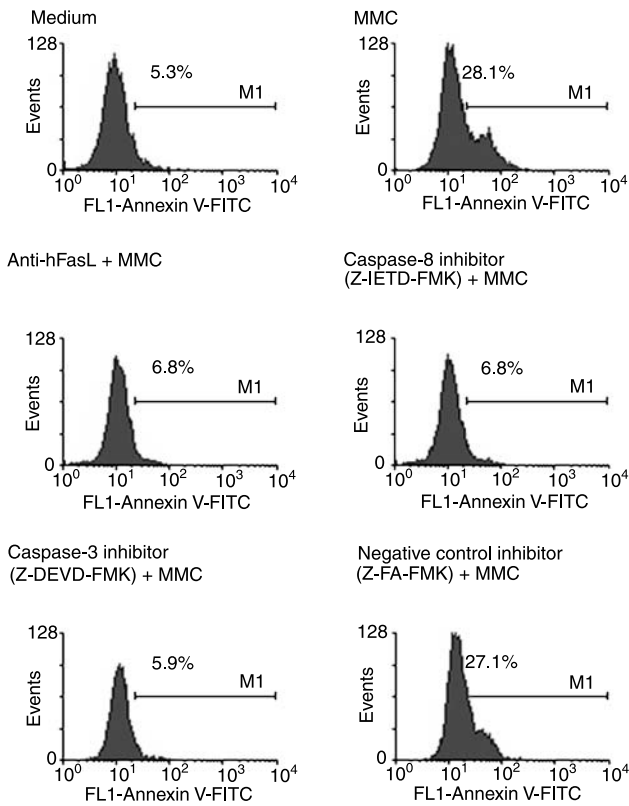 Medium
128
5.3%
M1
Events
0
10^0 10^1 10^2 10^3 10^4
FL1-Annexin V-FITC
MMC
128
28.1%
M1
Events
0
10^0 10^1 10^2 10^3 10^4
FL1-Annexin V-FITC
Anti-hFasL + MMC
128
6.8%
M1
Events
0
10^0 10^1 10^2 10^3 10^4
FL1-Annexin V-FITC
Caspase-8 inhibitor
(Z-IETD-FMK) + MMC
128
6.8%
M1
Events
0
10^0 10^1 10^2 10^3 10^4
FL1-Annexin V-FITC
Caspase-3 inhibitor
(Z-DEVD-FMK) + MMC
128
5.9%
M1
Events
0
10^0 10^1 10^2 10^3 10^4
FL1-Annexin V-FITC
Negative control inhibitor
(Z-FA-FMK) + MMC
128
27.1%
M1
Events
0
10^0 10^1 10^2 10^3 10^4
FL1-Annexin V-FITC